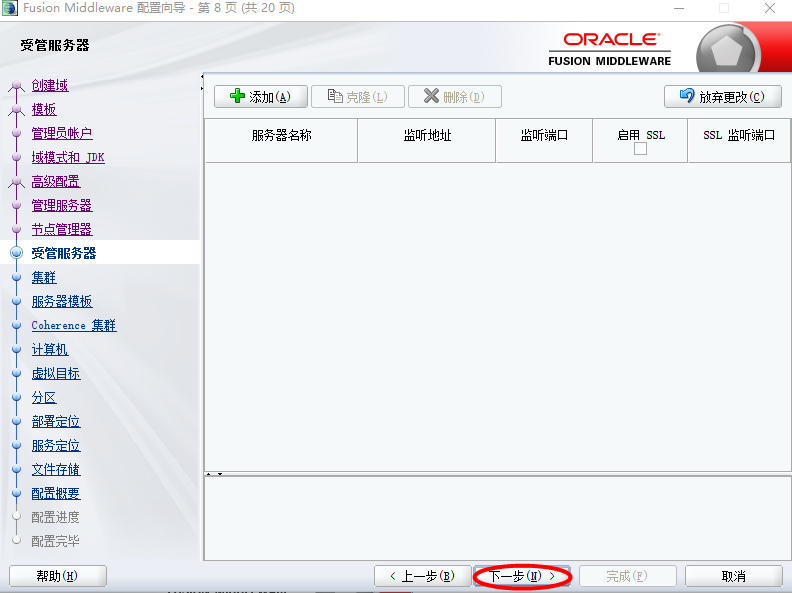 Fusion Middleware 配置向导 - 第 8 页 (共 20 页)
受管服务器
ORACLE
FUSION MIDDLEWARE
创建域
模板
管理员帐户
域模式和 JDK
高级配置
管理服务器
节点管理器
受管服务器
集群
服务器模板
Coherence 集群
计算机
虚拟目标
分区
部署定位
服务定位
文件存储
配置概要
配置进度
配置完毕
添加(A) 克隆(L) 删除(D) 放弃更改(C)
服务器名称 监听地址 监听端口 启用 SSL SSL 监听端口
帮助(H) < 上一步(B) 下一步(N) > 完成(F) 取消